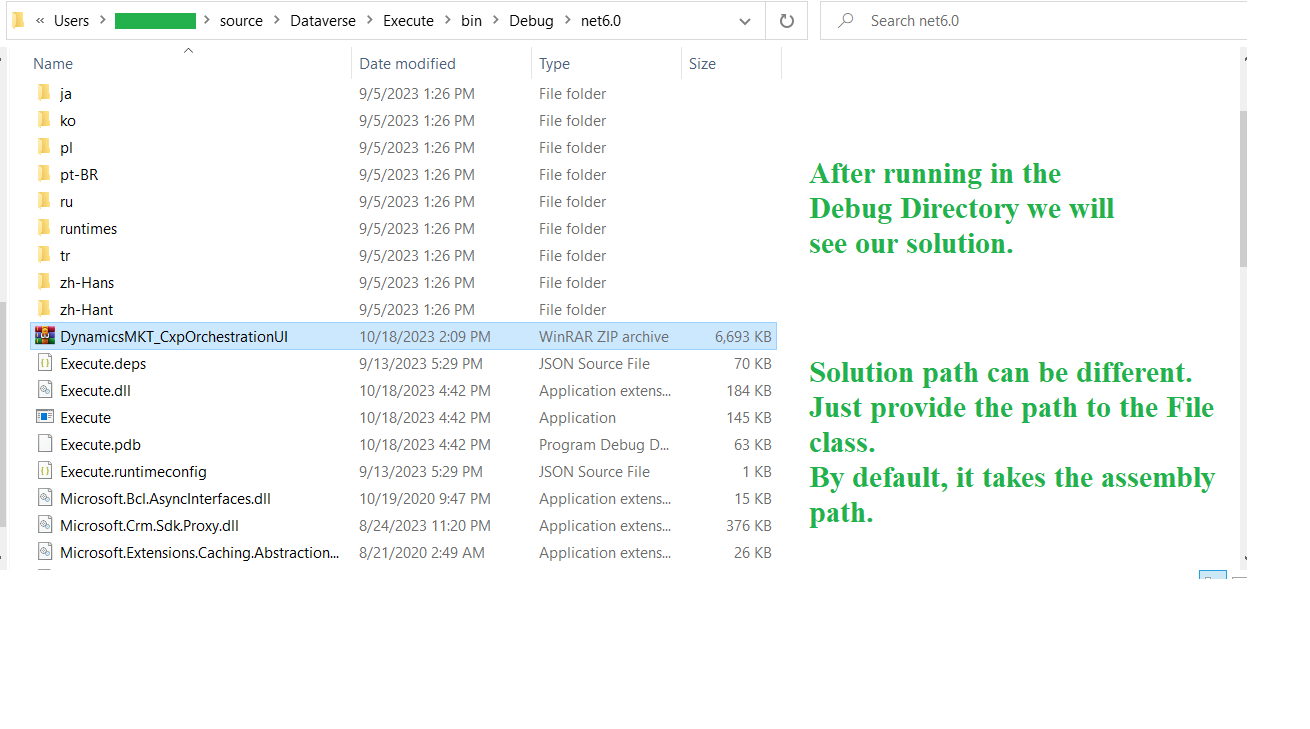 « Users > source > Dataverse > Execute > bin > Debug > net6.0
Search net6.0
Name Date modified Type Size
ja 9/5/2023 1:26 PM File folder
ko 9/5/2023 1:26 PM File folder
pl 9/5/2023 1:26 PM File folder
pt-BR 9/5/2023 1:26 PM File folder
ru 9/5/2023 1:26 PM File folder
runtimes 9/5/2023 1:26 PM File folder
tr 9/5/2023 1:26 PM File folder
zh-Hans 9/5/2023 1:26 PM File folder
zh-Hant 9/5/2023 1:26 PM File folder
DynamicsMKT_CxpOrchestrationUI 10/18/2023 2:09 PM WinRAR ZIP archive 6,693 KB
Execute.deps 9/13/2023 5:29 PM JSON Source File 70 KB
Execute.dll 10/18/2023 4:42 PM Application extens... 184 KB
Execute 10/18/2023 4:42 PM Application 145 KB
Execute.pdb 10/18/2023 4:42 PM Program Debug D... 63 KB
Execute.runtimeconfig 9/13/2023 5:29 PM JSON Source File 1 KB
Microsoft.Bcl.AsyncInterfaces.dll 10/19/2020 9:47 PM Application extens... 15 KB
Microsoft.Crm.Sdk.Proxy.dll 8/24/2023 11:20 PM Application extens... 376 KB
Microsoft.Extensions.Caching.Abstraction... 8/21/2020 2:49 AM Application extens... 26 KB
After running in the
Debug Directory we will
see our solution.
Solution path can be different.
Just provide the path to the File
class.
By default, it takes the assembly
path.